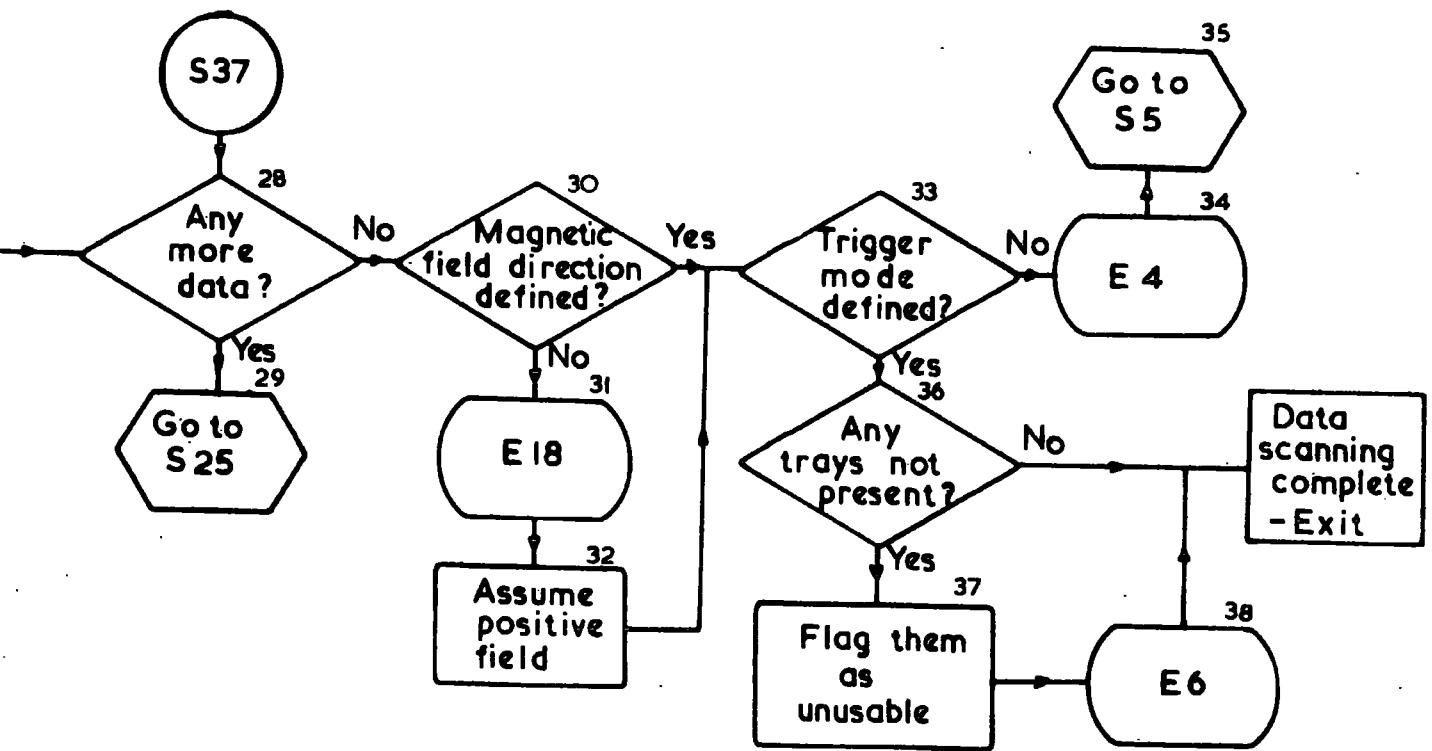 S37
28
Any
more
data?
No
Yes
29
Go to
S25
30
Magnetic
field direction
defined?
Yes
No
31
E18
32
Assume
positive
field
33
Trigger
mode
defined?
No
34
E4
35
Go to
S5
Yes
36
Any
trays not
present?
No
Yes
37
Flag them
as
unusable
38
E6
Data
scanning
complete
-Exit